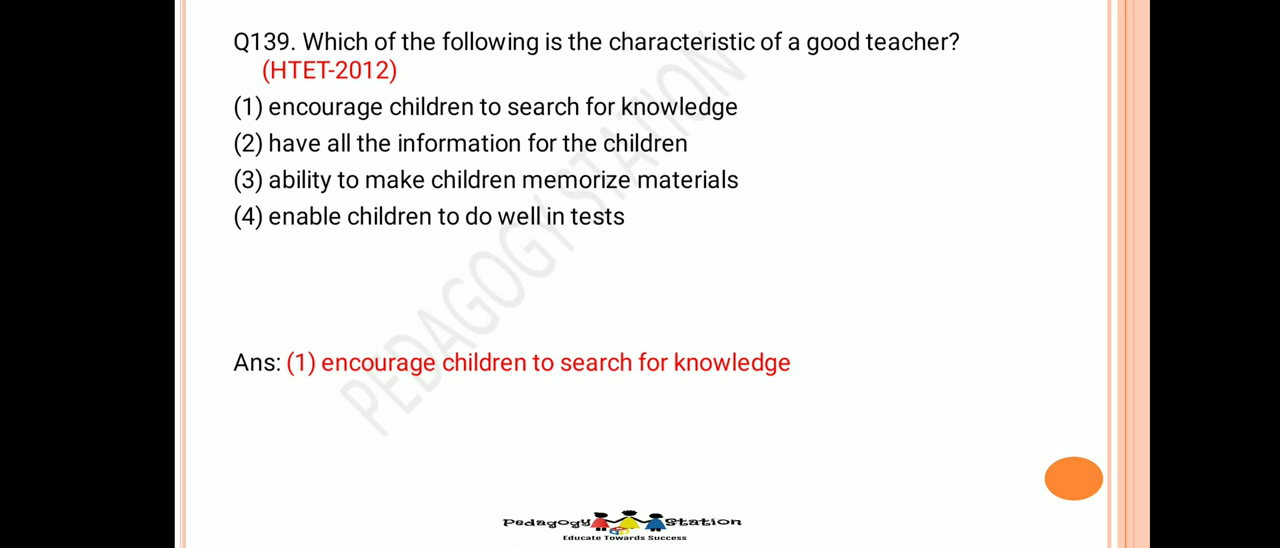 Q139. Which of the following is the characteristic of a good teacher?
(HTET-2012)
(1) encourage children to search for knowledge
(2) have all the information for the children
(3) ability to make children memorize materials
(4) enable children to do well in tests
PEDAGOGY STATION
Ans: (1) encourage children to search for knowledge
Pedagogy Station
Educate Towards Success